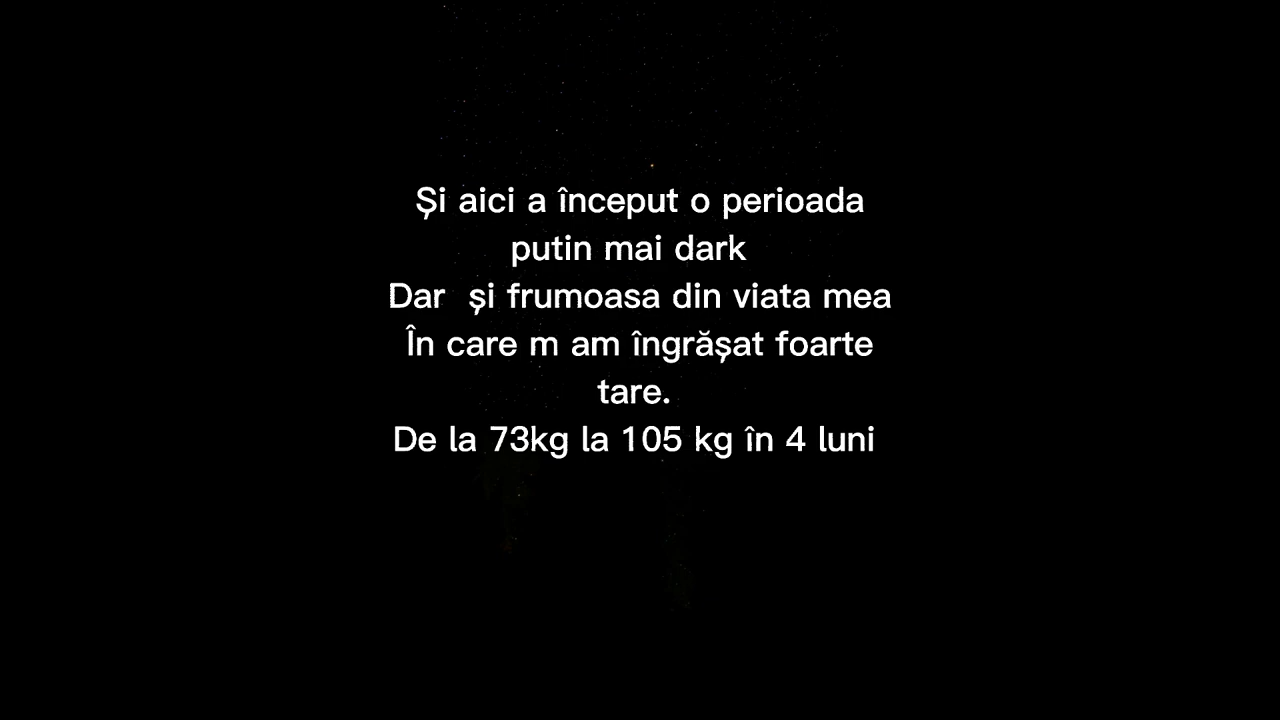 Și aici a început o perioada
putin mai dark
Dar  și frumoasa din viata mea
În care m am îngrășat foarte
tare.
De la 73kg la 105 kg în 4 luni